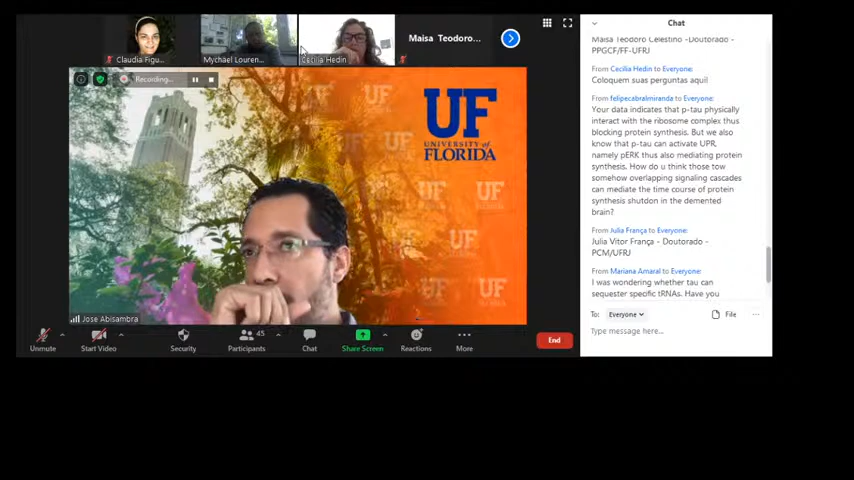 Claudia Figu...
Mychael Louren...
Cecilia Hedin
Maisa Teodoro...
Recording...
UF
UNIVERSITY of
FLORIDA
UF
Jose Abisambra
Unmute
Start Video
Security
Participants
45
Chat
Share Screen
Reactions
More
End
Chat
Maisa Teodoro Celestino -Doutorado -
PPGCF/FF-UFRJ
From Cecilia Hedin to Everyone:
Coloquem suas perguntas aqui!
From felipecabralmiranda to Everyone:
Your data indicates that p-tau physically
interact with the ribosome complex thus
blocking protein synthesis. But we also
know that p-tau can activate UPR,
namely pERK thus also mediating protein
synthesis. How do you think those tow
somehow overlapping signaling cascades
can mediate the time course of protein
synthesis shutdon in the demented
brain?
From Julia França to Everyone:
Julia Vitor França - Doutorado -
PCM/UFRJ
From Mariana Amaral to Everyone:
I was wondering whether tau can
sequester specific tRNAs. Have you
To: Everyone
File
Type message here...